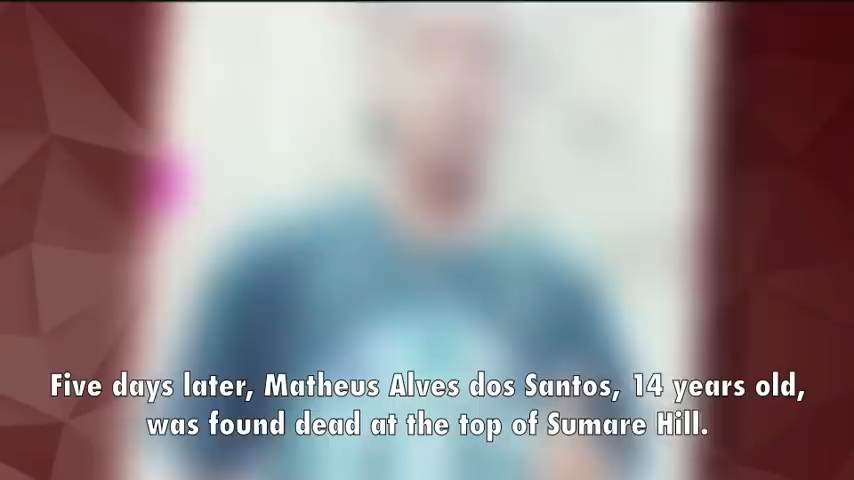 Five days later, Matheus Alves dos Santos, 14 years old,
was found dead at the top of Sumare Hill.